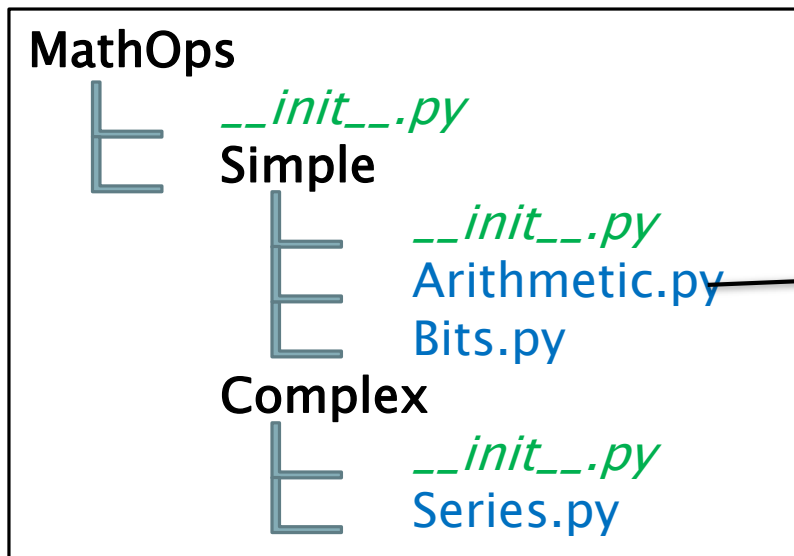 MathOps
__init__.py
Simple
__init__.py
Arithmetic.py
Bits.py
Complex
__init__.py
Series.py